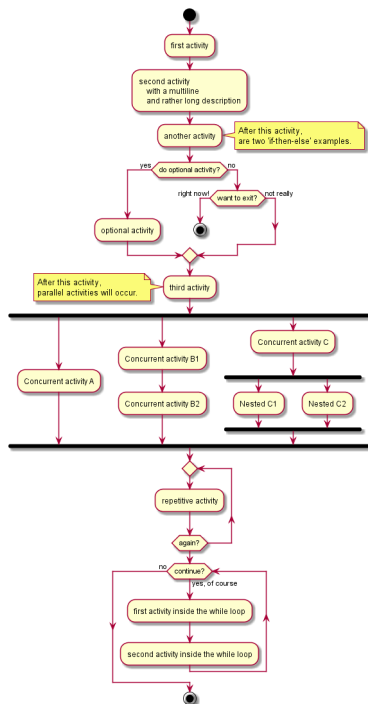 first activity
second activity
with a multiline
and rather long description
another activity
After this activity,
are two 'if-then-else' examples.
yes
do optional activity?
no
right now!
want to exit?
not really
optional activity
After this activity,
parallel activities will occur.
third activity
Concurrent activity A
Concurrent activity B1
Concurrent activity B2
Concurrent activity C
Nested C1
Nested C2
repetitive activity
again?
no
continue?
yes, of course
first activity inside the while loop
second activity inside the while loop